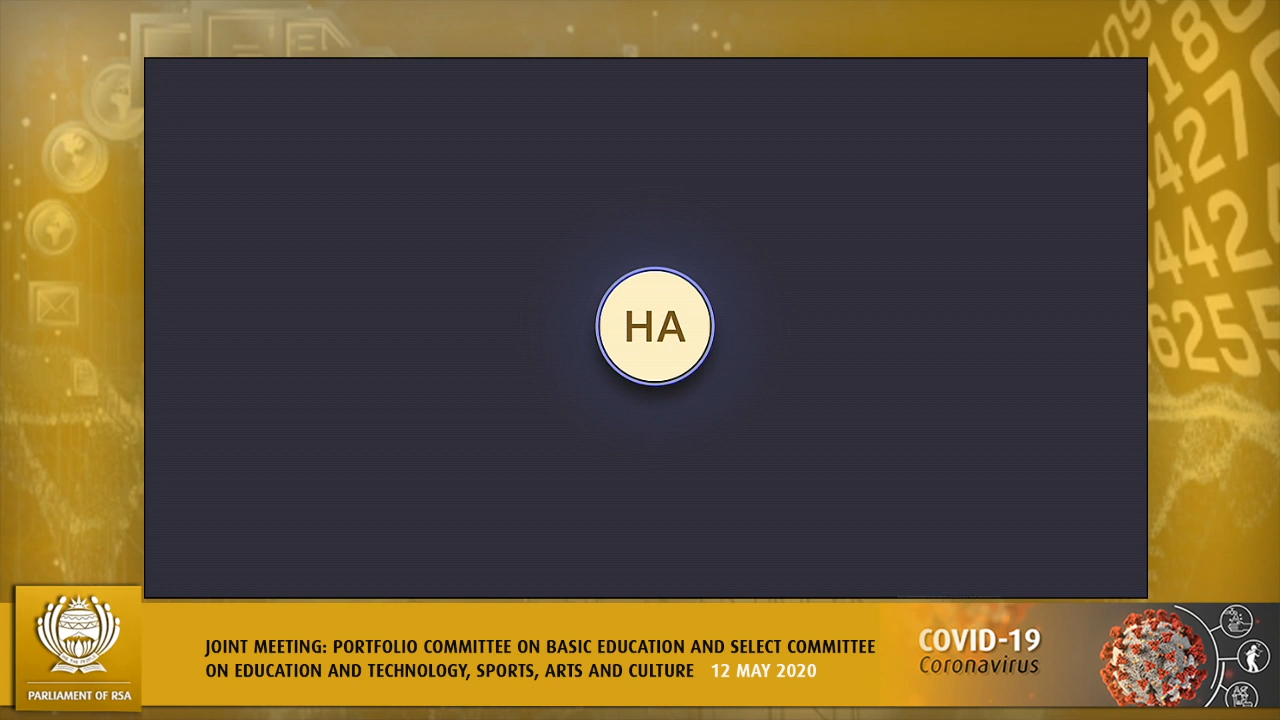 HA
JOINT MEETING: PORTFOLIO COMMITTEE ON BASIC EDUCATION AND SELECT COMMITTEE
ON EDUCATION AND TECHNOLOGY, SPORTS, ARTS AND CULTURE 12 MAY 2020
PARLIAMENT OF RSA
COVID-19
Coronavirus